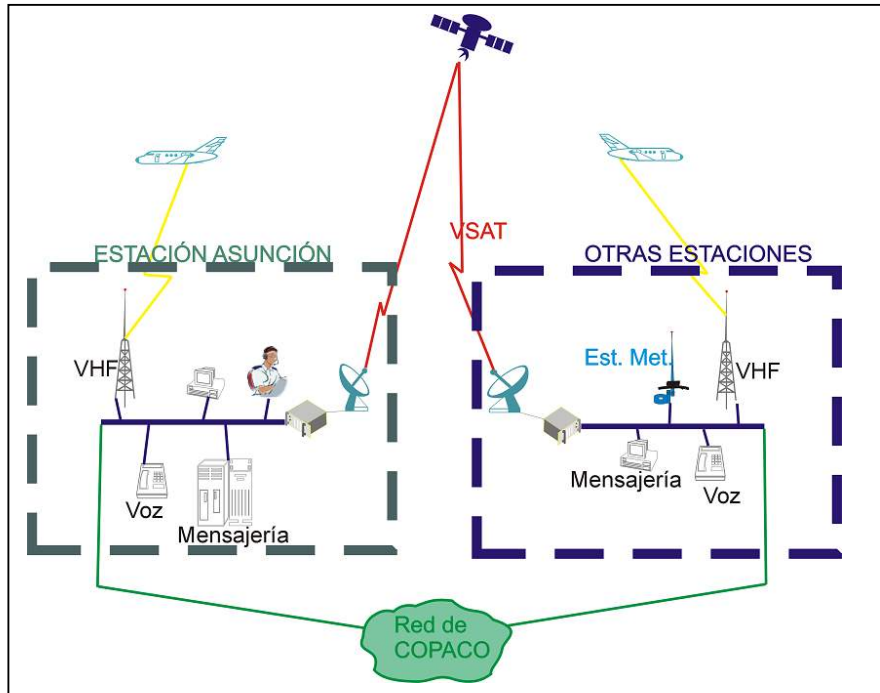 VSAT
ESTACIÓN ASUNCIÓN
OTRAS ESTACIONES
VHF
Voz
Mensajería
Est. Met.
VHF
Mensajería
Voz
Red de
COPACO